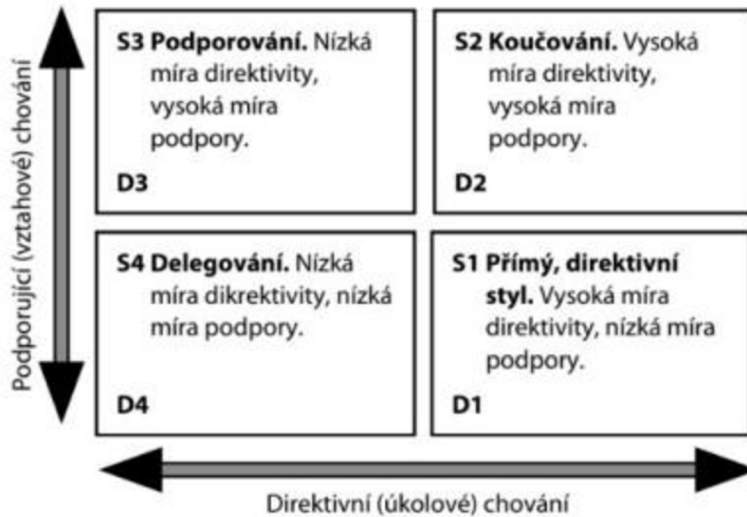 Podporující (vztahové) chování
S3 Podporování. Nízká
míra direktivity,
vysoká míra
podpory.
D3
S2 Koučování. Vysoká
míra direktivity,
vysoká míra
podpory.
D2
S4 Delegování. Nízká
míra dikrektivity, nízká
míra podpory.
D4
S1 Přímý, direktivní
styl. Vysoká míra
direktivity, nízká míra
podpory.
D1
Direktivní (úkolové) chování